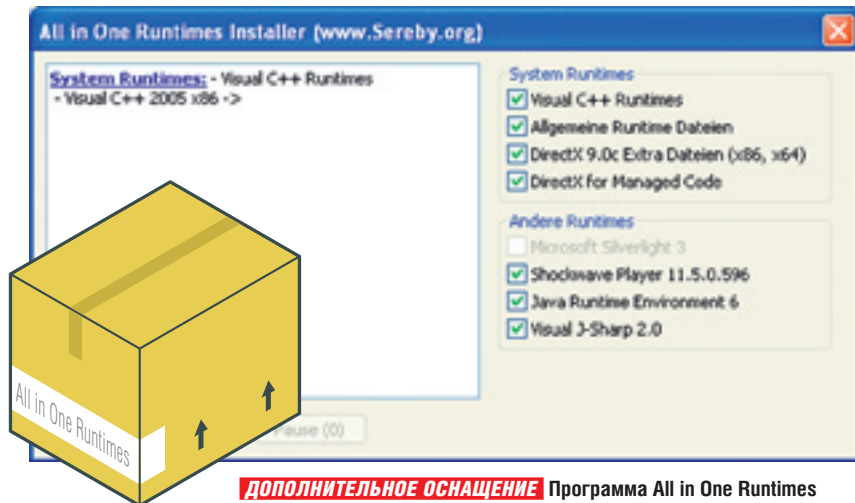 All in One Runtimes Installer (www.Sereby.org)
System Runtimes: - Visual C++ Runtimes
- Visual C++ 2005 x86 ->
System Runtimes
Visual C++ Runtimes
Allgemeine Runtime Dateien
DirectX 9.0c Extra Dateien (x86, x64)
DirectX for Managed Code
Andere Runtimes
Microsoft Silverlight 3
Shockwave Player 11.5.0.596
Java Runtime Environment 6
Visual J-Sharp 2.0
All in One Runtimes
Pause (0)
ДОПОЛНИТЕЛЬНОЕ ОСНАЩЕНИЕ Программа All in One Runtimes